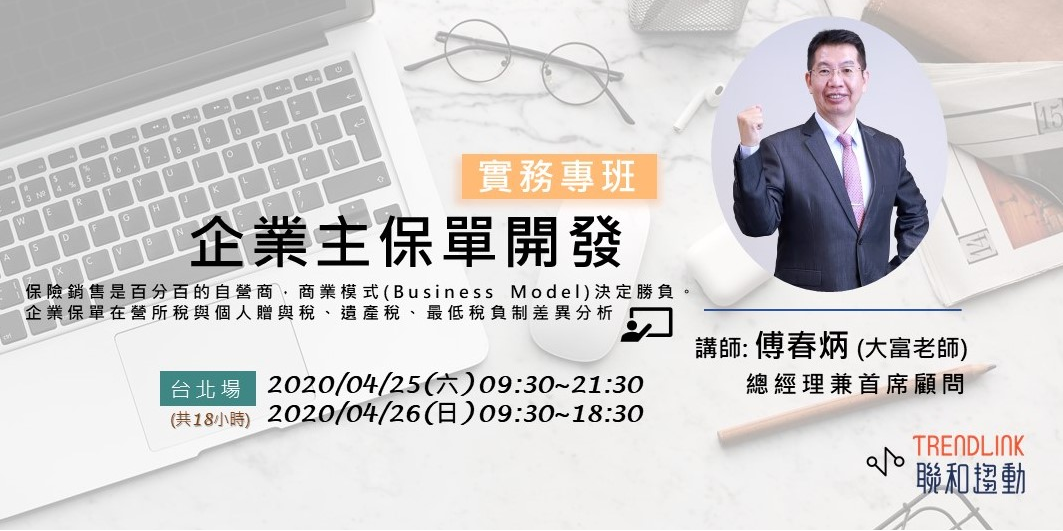 實務專班
企業主保單開發
保險銷售是百分百的自營商，商業模式(Business Model)決定勝負。
企業保單在營所稅與個人贈與稅、遺產稅、最低稅負制差異分析
台北場 2020/04/25(六)09:30~21:30
(共18小時) 2020/04/26(日)09:30~18:30
講師: 傅春炳 (大富老師)
總經理兼首席顧問
TRENDLINK
聯和趨動